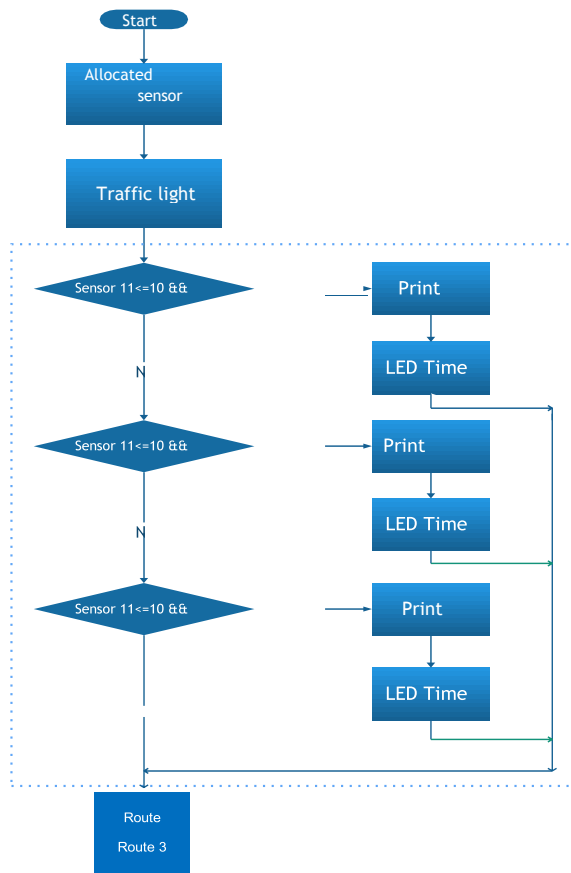 Start
Allocated
sensor
Traffic light
Sensor 11<=10 &&
Print
LED Time
N
Sensor 11<=10 &&
Print
LED Time
N
Sensor 11<=10 &&
Print
LED Time
Route
Route 3